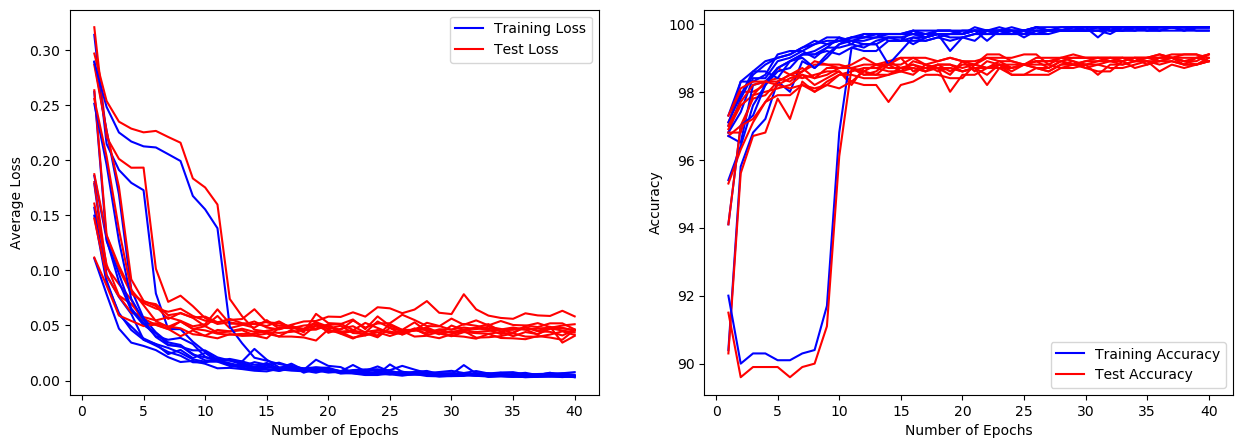 Training Loss
Test Loss
0.30
0.25
0.20
0.15
0.10
0.05
0.00
Average Loss
0 5 10 15 20 25 30 35 40
Number of Epochs
100
98
96
94
92
90
Accuracy
Training Accuracy
Test Accuracy
0 5 10 15 20 25 30 35 40
Number of Epochs